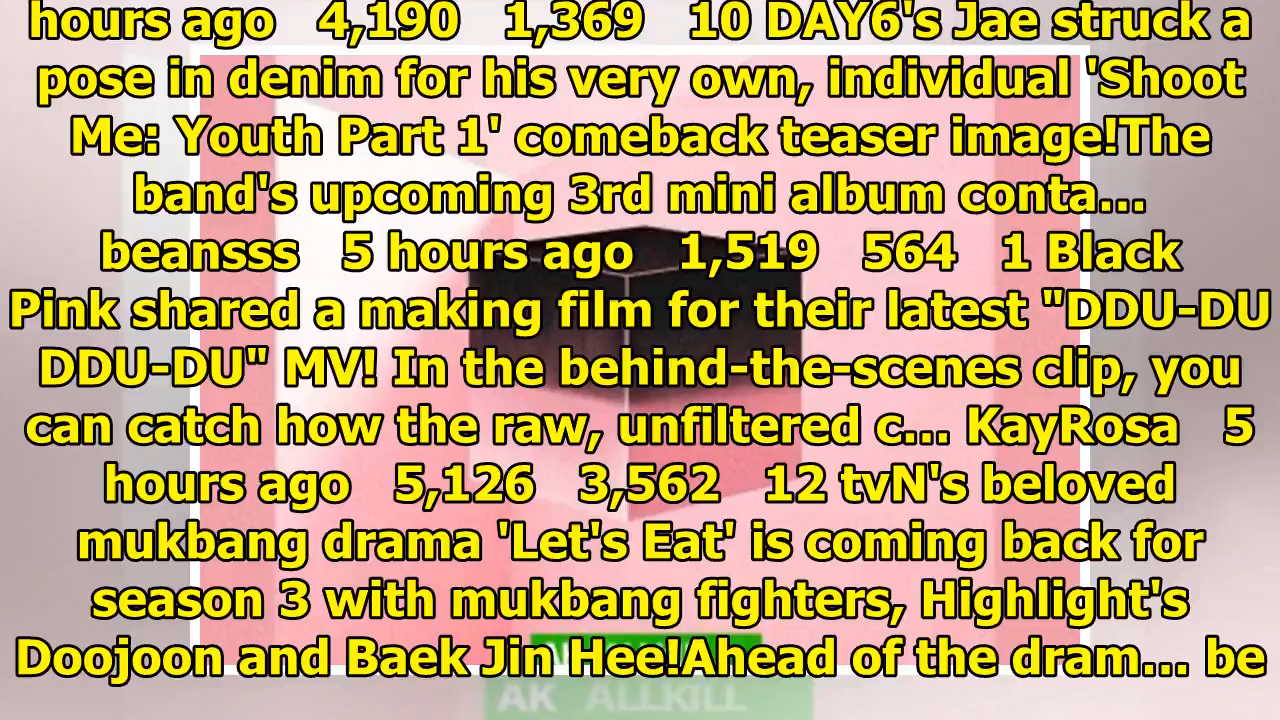 hours ago   4,190   1,369   10 DAY6's Jae struck a
pose in denim for his very own, individual 'Shoot
Me: Youth Part 1' comeback teaser image!The
band's upcoming 3rd mini album conta...
beansss   5 hours ago   1,519   564   1 Black
Pink shared a making film for their latest "DDU-DU
DDU-DU" MV! In the behind-the-scenes clip, you
can catch how the raw, unfiltered c... KayRosa   5
hours ago   5,126   3,562   12 tvN's beloved
mukbang drama 'Let's Eat' is coming back for
season 3 with mukbang fighters, Highlight's
Doojoon and Baek Jin Hee!Ahead of the dram... be
AK ALLKILL